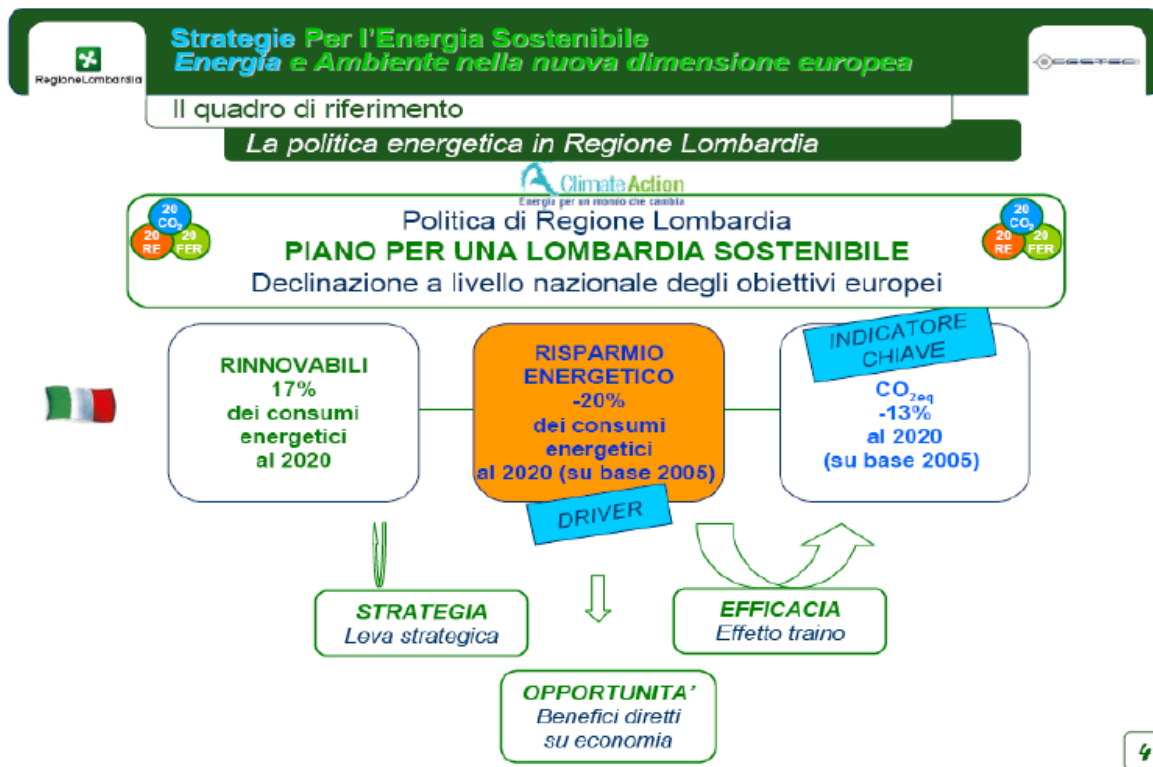 Strategie Per l'Energia Sostenibile
Energia e Ambiente nella nuova dimensione europea
RegioneLombardia
CESTEC
Il quadro di riferimento
La politica energetica in Regione Lombardia
ClimateAction
Energia per un mondo che cambia
20
CO2
20
RE
20
FER
Politica di Regione Lombardia
PIANO PER UNA LOMBARDIA SOSTENIBILE
Declinazione a livello nazionale degli obiettivi europei
20
CO2
20
RE
20
FER
RINNOVABILI
17%
dei consumi
energetici
al 2020
RISPARMIO
ENERGETICO
-20%
dei consumi
energetici
al 2020 (su base 2005)
DRIVER
INDICATORE
CHIAVE
CO2eq
-13%
al 2020
(su base 2005)
STRATEGIA
Leva strategica
EFFICACIA
Effetto traino
OPPORTUNITA'
Benefici diretti
su economia
4